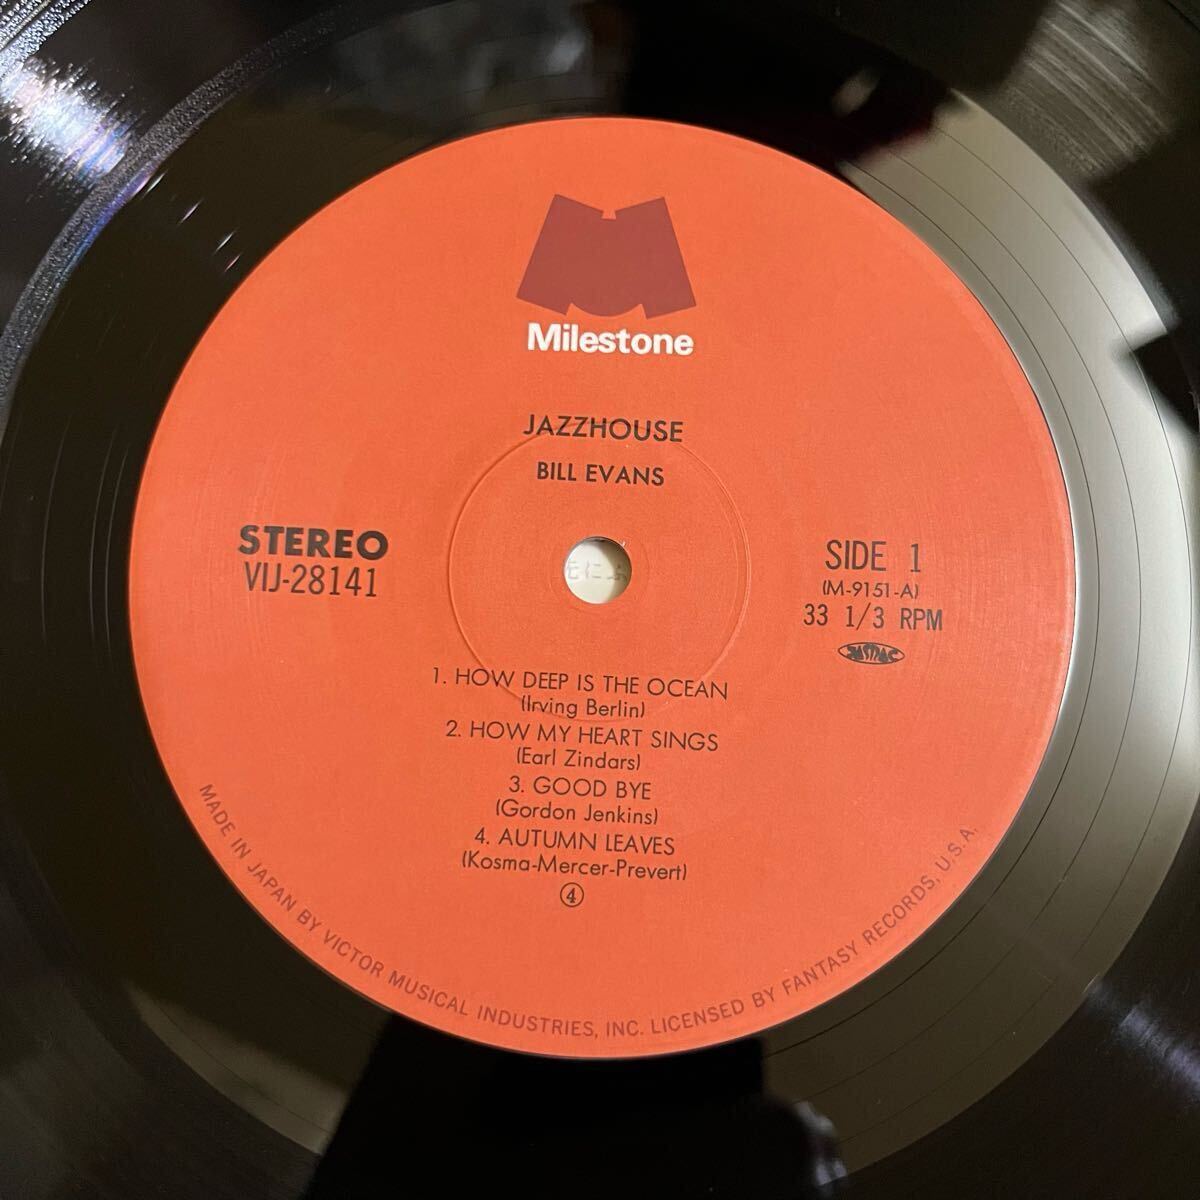 Milestone
JAZZHOUSE
BILL EVANS
STEREO
VIJ-28141
SIDE 1
(M-9151-A)
33 1/3 RPM
JASRAC
1. HOW DEEP IS THE OCEAN
(Irving Berlin)
2. HOW MY HEART SINGS
(Earl Zindars)
3. GOOD BYE
(Gordon Jenkins)
4. AUTUMN LEAVES
(Kosma-Mercer-Prevert)
④
MADE IN JAPAN BY VICTOR MUSICAL INDUSTRIES, INC. LICENSED BY FANTASY RECORDS, U.S.A.